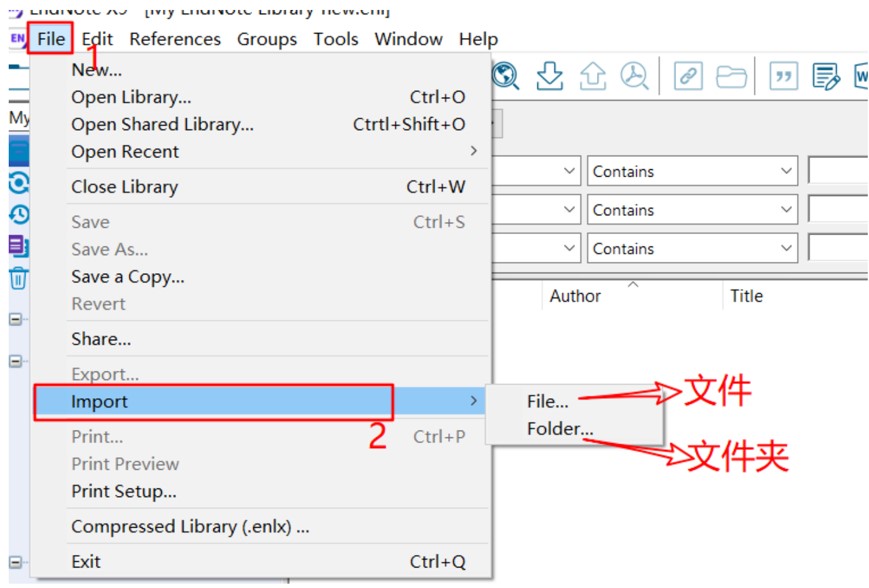 EndNote X9 - [My EndNote Library-new.enl]
EN File Edit References Groups Tools Window Help
1
New...
Open Library... Ctrl+O
Open Shared Library... Ctrtl+Shift+O
My
Open Recent >
Contains
Close Library Ctrl+W
Save Ctrl+S
Contains
Save As...
Contains
Save a Copy...
Author Title
Revert
Share...
Export...
Import > File... 文件
Folder... 文件夹
2
Print... Ctrl+P
Print Preview
Print Setup...
Compressed Library (.enlx) ...
Exit Ctrl+Q